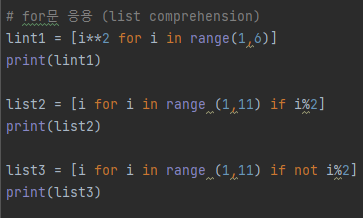 # for문 응용 (list comprehension)
lint1 = [i**2 for i in range(1,6)]
print(lint1)
list2 = [i for i in range (1,11) if i%2]
print(list2)
list3 = [i for i in range (1,11) if not i%2]
print(list3)